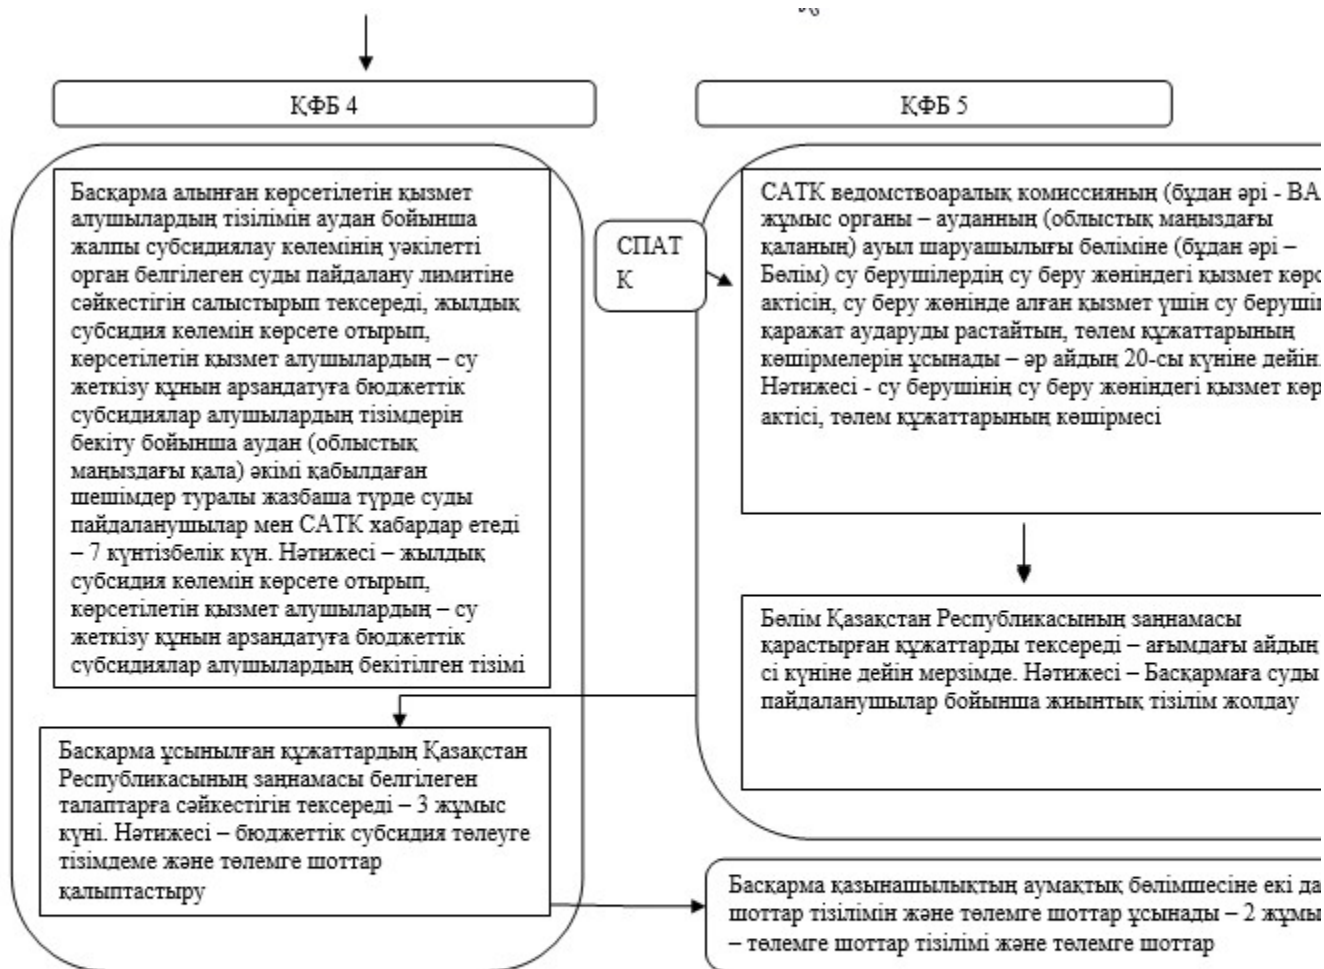 ҚФБ 4
Басқарма алынған көрсетілетін қызмет
алушылардың тізілімін аудан бойынша
жалпы субсидиялау көлемінің уәкілетті
орган белгілеген суды пайдалану лимитіне
сәйкестігін салыстырып тексереді, жылдық
субсидия көлемін көрсете отырып,
көрсетілетін қызмет алушылардың – су
жеткізу құнын арзандатуға бюджеттік
субсидиялар алушылардың тізімдерін
бекіту бойынша аудан (облыстық
маңыздағы қала) әкімі қабылдаған
шешімдер туралы жазбаша түрде суды
пайдаланушылар мен САТК хабардар етеді
– 7 күнтізбелік күн. Нәтижесі – жылдық
субсидия көлемін көрсете отырып,
көрсетілетін қызмет алушылардың – су
жеткізу құнын арзандатуға бюджеттік
субсидиялар алушылардың бекітілген тізімі
Басқарма ұсынылған құжаттардың Қазақстан
Республикасының заңнамасы белгілеген
талаптарға сәйкестігін тексереді – 3 жұмыс
күні. Нәтижесі – бюджеттік субсидия төлеуге
тізімдеме және төлемге шоттар
қалыптастыру
СПАТ
К
ҚФБ 5
САТК ведомствоаралық комиссияның (бұдан әрі - ВА
жұмыс органы – ауданның (облыстық маңыздағы
қаланың) ауыл шаруашылығы бөліміне (бұдан әрі –
Бөлім) су берушілердің су беру жөніндегі қызмет көрс
актісін, су беру жөнінде алған қызмет үшін су берушін
қаражат аударуды растайтын, төлем құжаттарының
көшірмелерін ұсынады – әр айдың 20-сы күніне дейін.
Нәтижесі - су берушінің су беру жөніндегі қызмет көр
актісі, төлем құжаттарының көшірмесі
Бөлім Қазақстан Республикасының заңнамасы
қарастырған құжаттарды тексереді – ағымдағы айдың
сі күніне дейін мерзімде. Нәтижесі – Басқармаға суды
пайдаланушылар бойынша жиынтық тізілім жолдау
Басқарма қазынашылықтың аумақтық бөлімшесіне екі да
шоттар тізілімін және төлемге шоттар ұсынады – 2 жұмы
– төлемге шоттар тізілімі және төлемге шоттар